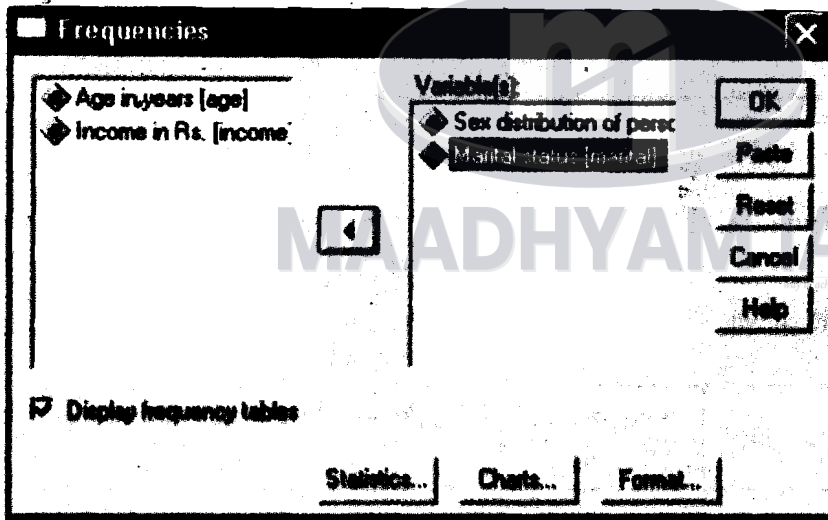 Frequencies
Age in years [age]
Income in Rs. [income]
Variable(s):
Sex distribution of perso
Marital status [marital]
OK
Paste
Reset
Cancel
Help
MAADHYAM
Display frequency tables
Statistics...
Charts...
Format...